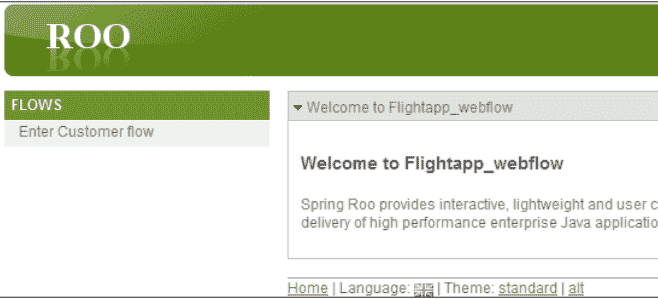 ROO
FLOWS
Enter Customer flow
Welcome to Flightapp_webflow
Welcome to Flightapp_webflow
Spring Roo provides interactive, lightweight and user c
delivery of high performance enterprise Java applicatio
Home | Language: | Theme: standard | alt